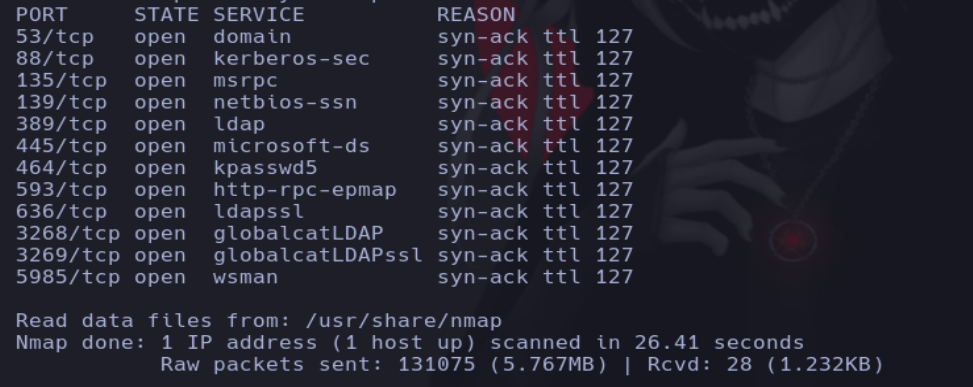 PORT STATE SERVICE REASON
53/tcp open domain syn-ack ttl 127
88/tcp open kerberos-sec syn-ack ttl 127
135/tcp open msrpc syn-ack ttl 127
139/tcp open netbios-ssn syn-ack ttl 127
389/tcp open ldap syn-ack ttl 127
445/tcp open microsoft-ds syn-ack ttl 127
464/tcp open kpasswd5 syn-ack ttl 127
593/tcp open http-rpc-epmap syn-ack ttl 127
636/tcp open ldapssl syn-ack ttl 127
3268/tcp open globalcatLDAP syn-ack ttl 127
3269/tcp open globalcatLDAPssl syn-ack ttl 127
5985/tcp open wsman syn-ack ttl 127
Read data files from: /usr/share/nmap
Nmap done: 1 IP address (1 host up) scanned in 26.41 seconds
Raw packets sent: 131075 (5.767MB) | Rcvd: 28 (1.232KB)